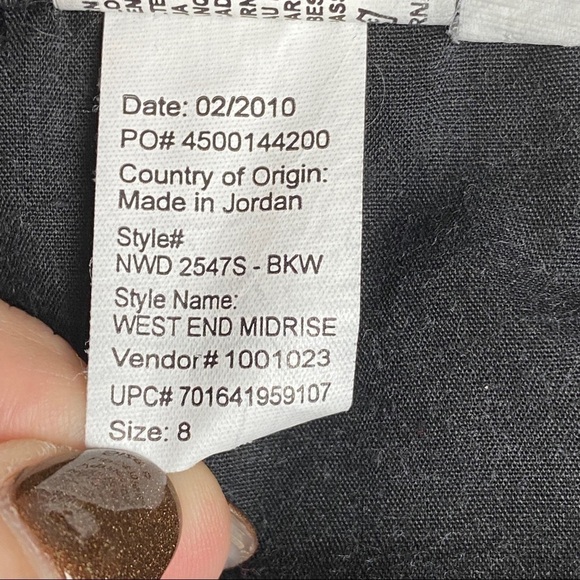 Date: 02/2010
PO# 4500144200
Country of Origin:
Made in Jordan
Style#
NWD 2547S - BKW
Style Name:
WEST END MIDRISE
Vendor# 1001023
UPC# 701641959107
Size: 8